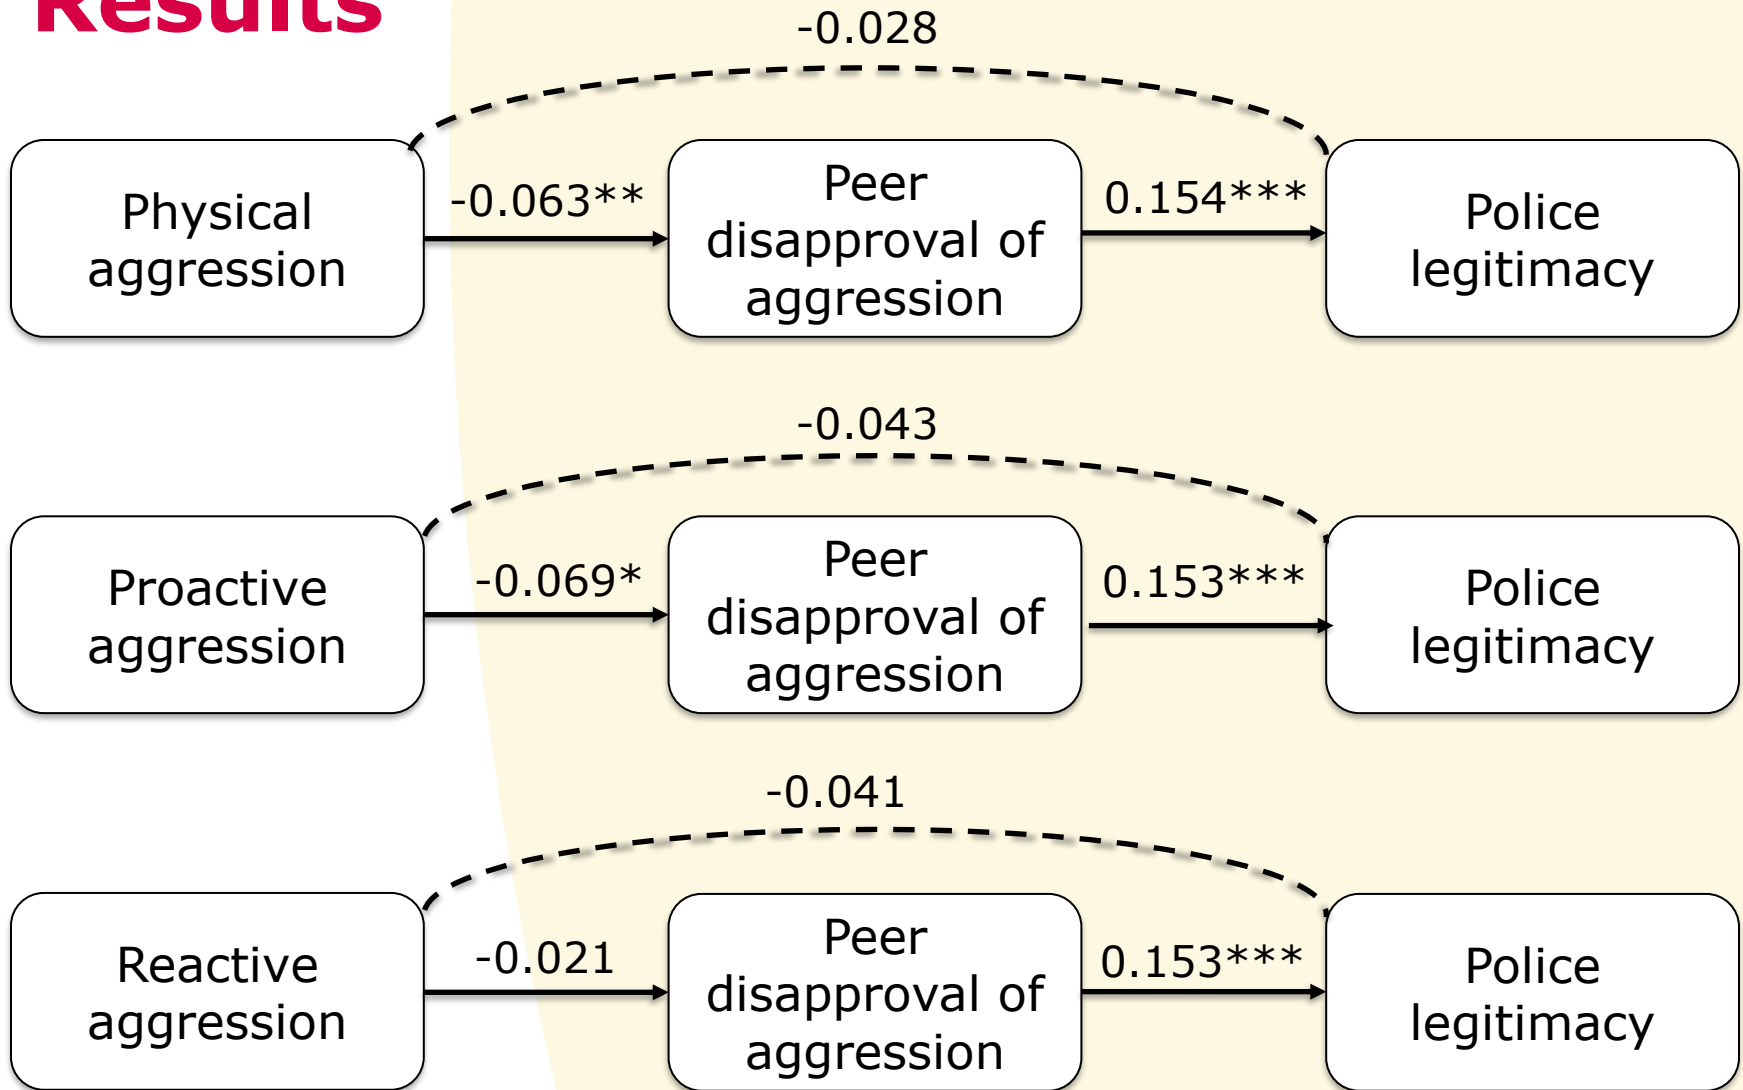 Results
-0.028
Physical
aggression
-0.063**
Peer
disapproval of
aggression
0.154***
Police
legitimacy
-0.043
Proactive
aggression
-0.069*
Peer
disapproval of
aggression
0.153***
Police
legitimacy
-0.041
Reactive
aggression
-0.021
Peer
disapproval of
aggression
0.153***
Police
legitimacy